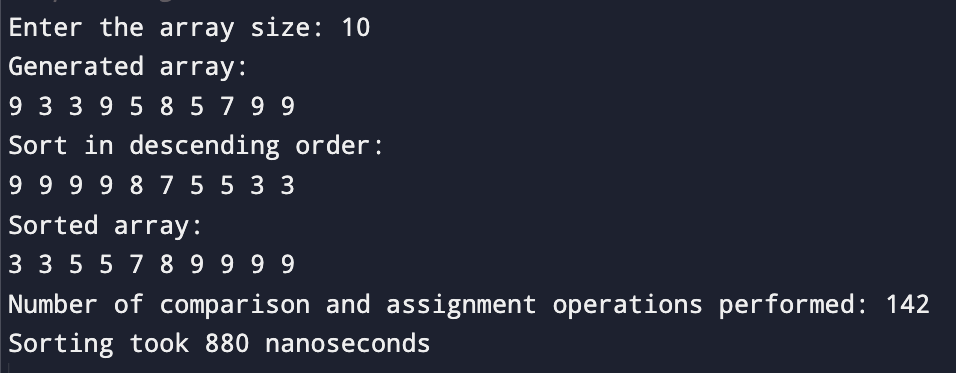 Enter the array size: 10
Generated array:
9 3 3 9 5 8 5 7 9 9
Sort in descending order:
9 9 9 9 8 7 5 5 3 3
Sorted array:
3 3 5 5 7 8 9 9 9 9
Number of comparison and assignment operations performed: 142
Sorting took 880 nanoseconds